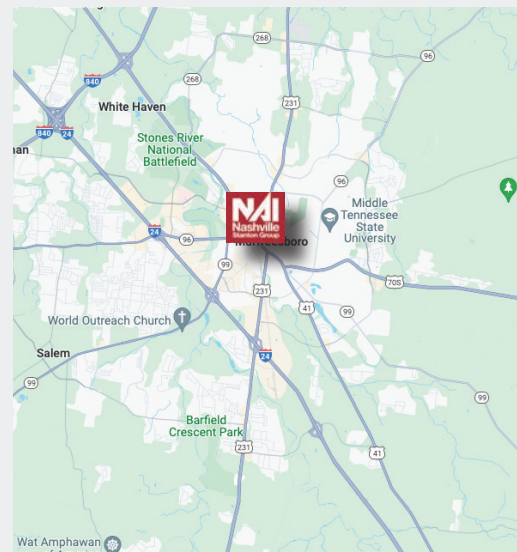 268
231
96
840
268
White Haven
840
24
Stones River
National
Battlefield
96
Middle
Tennessee
State
University
NAI
Nashville
Stanton Group
24
96
99
70S
231
41
99
World Outreach Church
Salem
24
99
99
Barfield
Crescent Park
231
41
Wat Amphawan